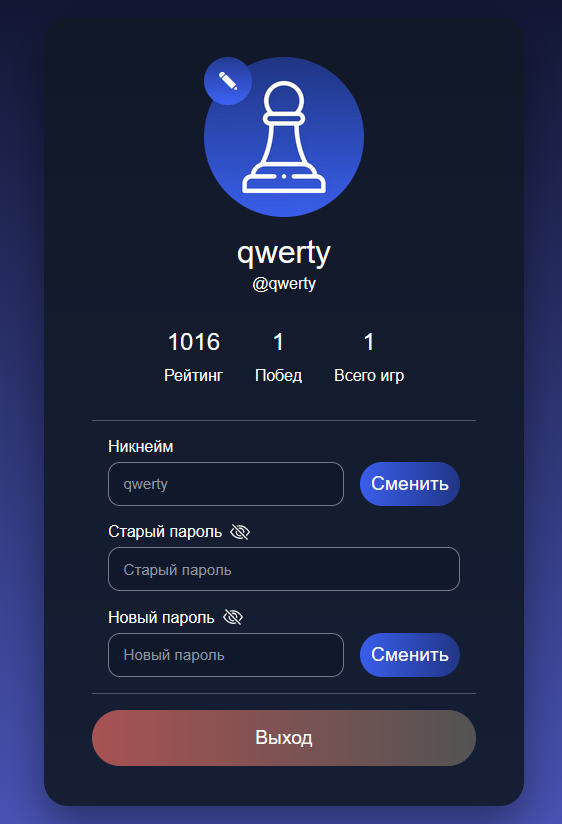 qwerty
@qwerty
1016 1 1
Рейтинг Побед Всего игр
Никнейм
qwerty Сменить
Старый пароль
Старый пароль
Новый пароль
Новый пароль Сменить
Выход